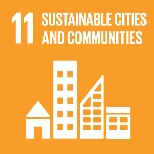 11 SUSTAINABLE CITIES
AND COMMUNITIES